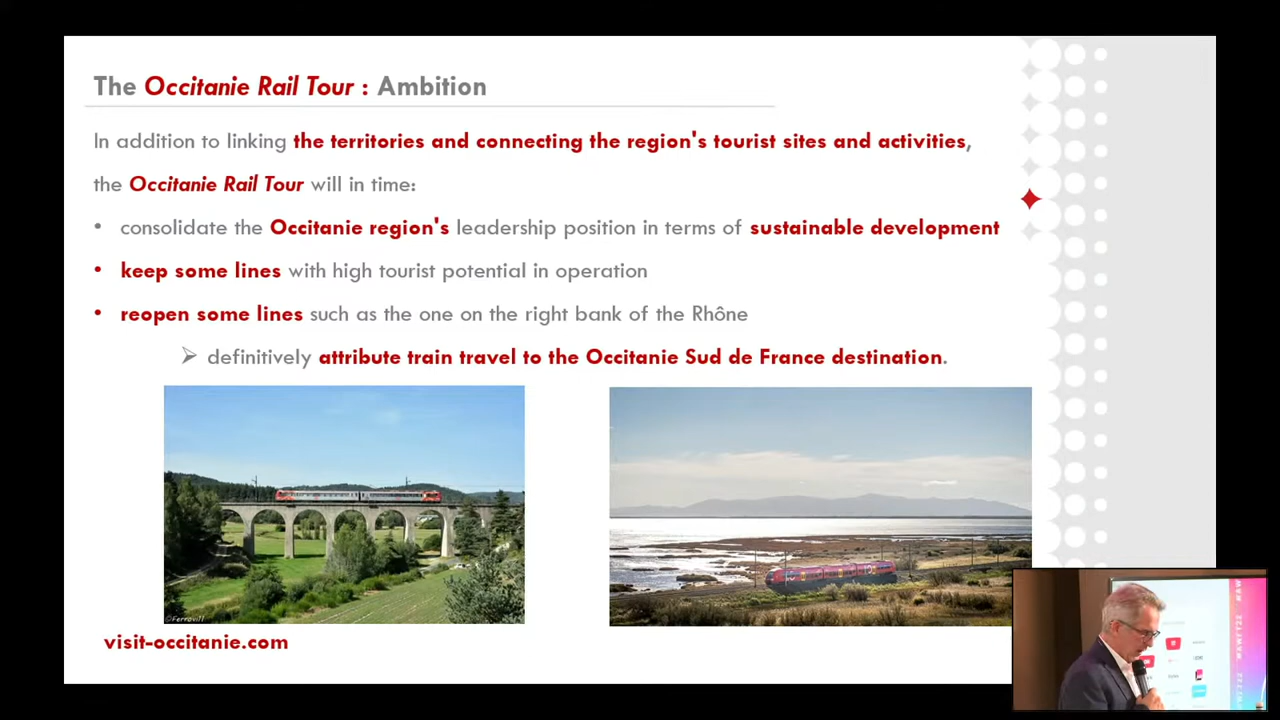 The Occitanie Rail Tour : Ambition
In addition to linking the territories and connecting the region's tourist sites and activities,
the Occitanie Rail Tour will in time:
• consolidate the Occitanie region's leadership position in terms of sustainable development
• keep some lines with high tourist potential in operation
• reopen some lines such as the one on the right bank of the Rhône
➢ definitively attribute train travel to the Occitanie Sud de France destination.
©Ferrovill
visit-occitanie.com